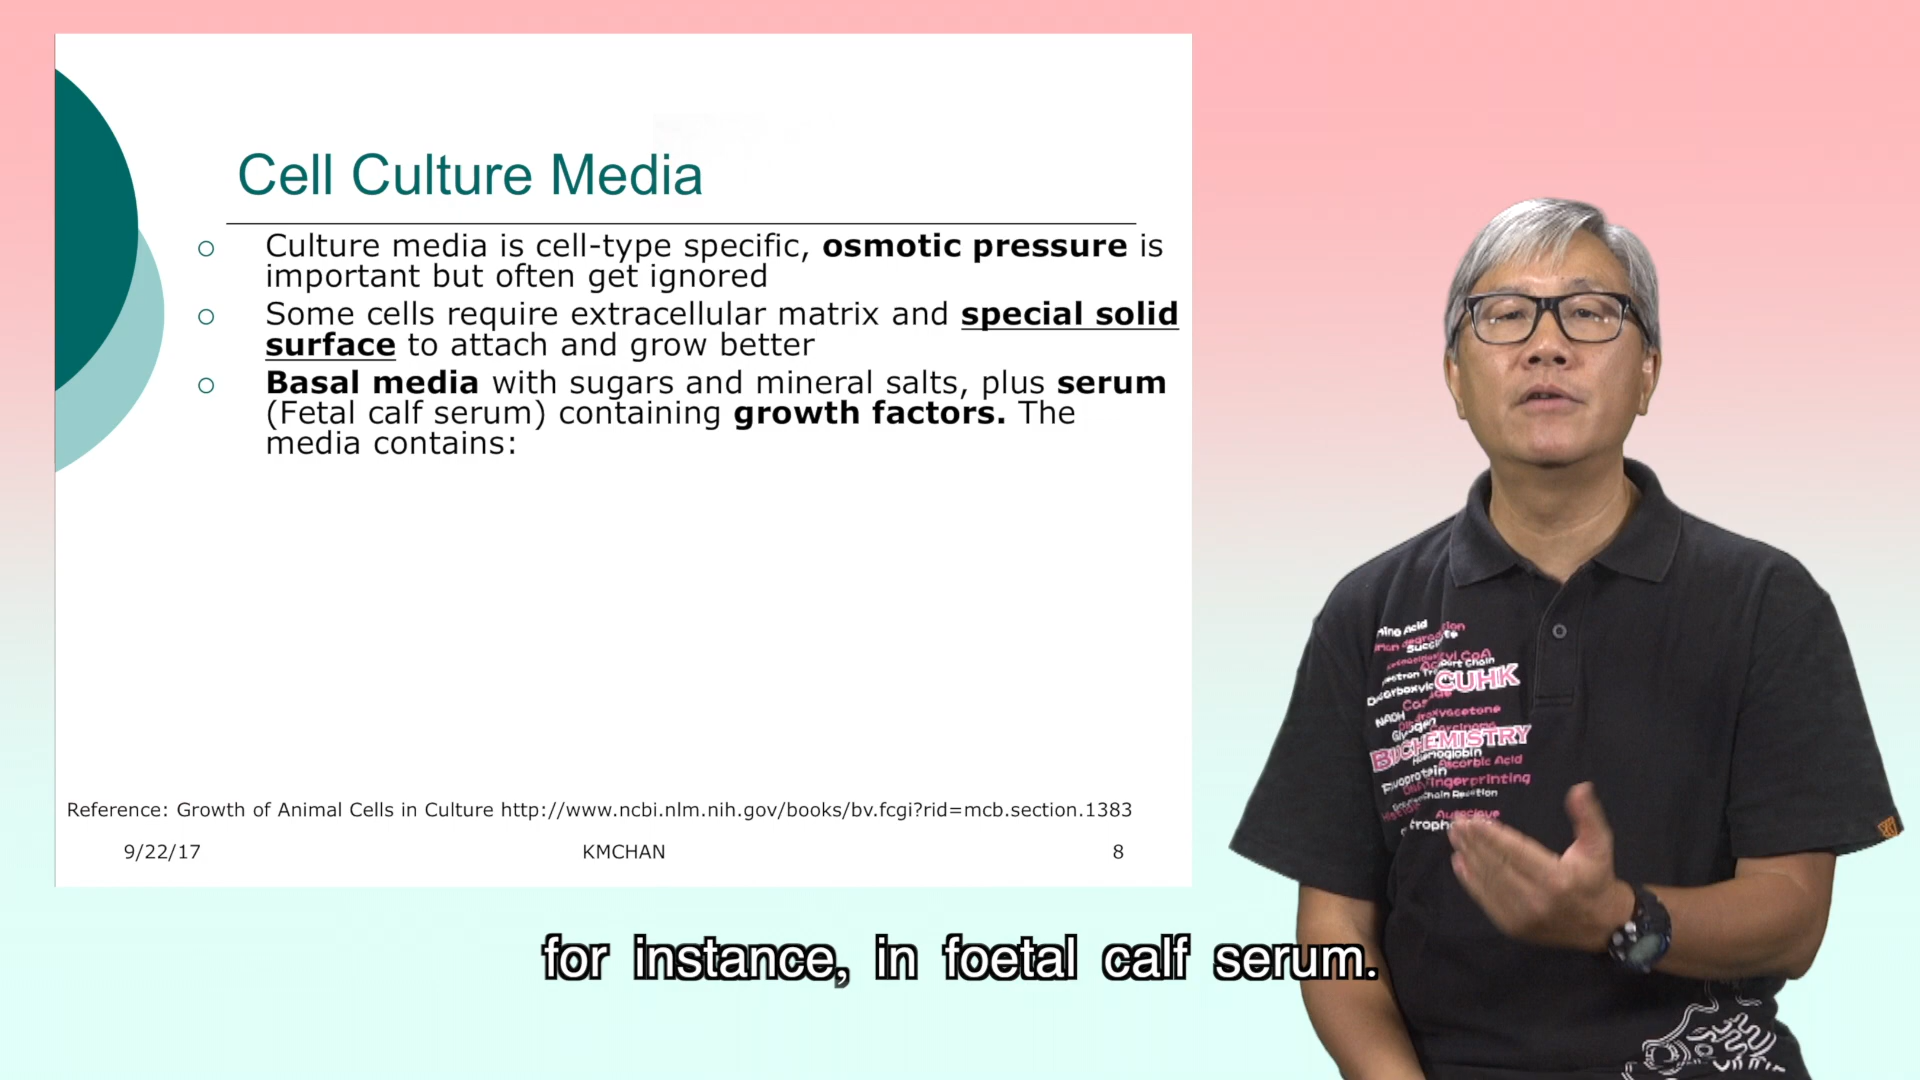 Cell Culture Media
Culture media is cell-type specific, osmotic pressure is
important but often get ignored
Some cells require extracellular matrix and special solid
surface to attach and grow better
Basal media with sugars and mineral salts, plus serum
(Fetal calf serum) containing growth factors. The
media contains:
Reference: Growth of Animal Cells in Culture http://www.ncbi.nlm.nih.gov/books/bv.fcgi?rid=mcb.section.1383
9/22/17
KMCHAN
8
CUHK
BIOCHEMISTRY
Ascorbic Acid
Fingerprinting
for instance, in foetal calf serum.